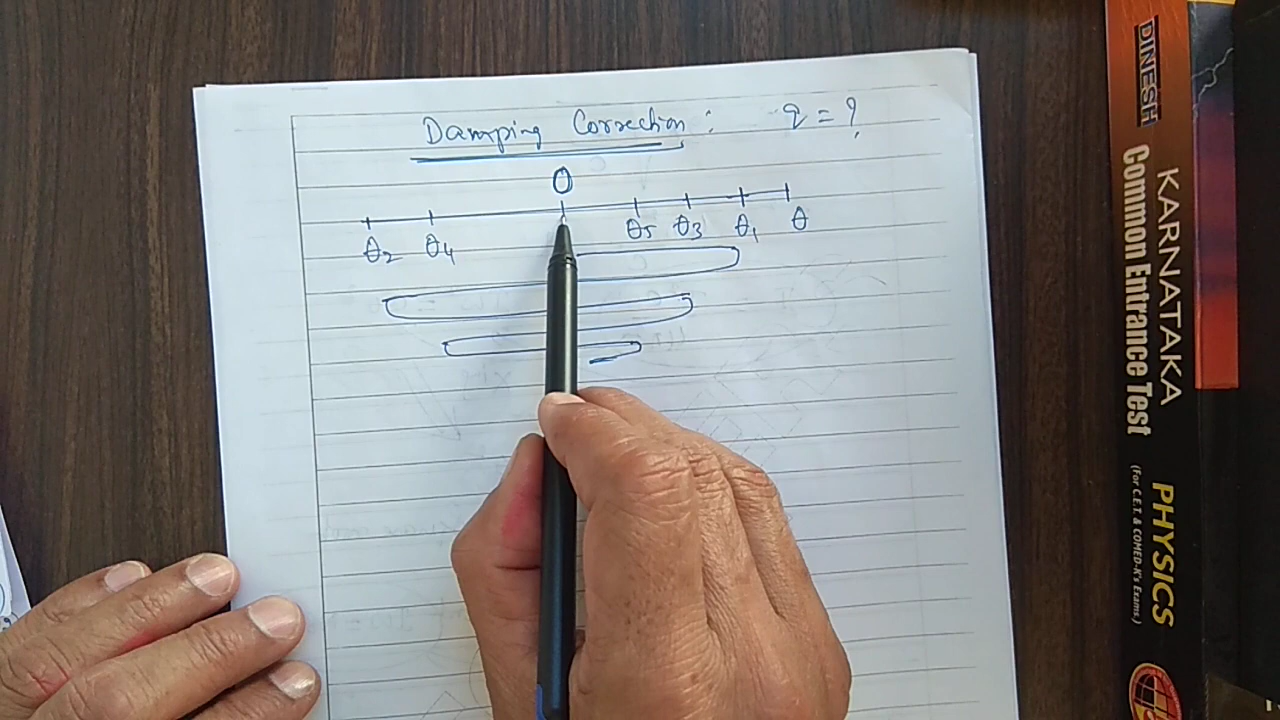 Damping Correction : q = ?
0
θ₂ θ₄ θ₅ θ₃ θ₁ θ
DINESH
KARNATAKA
Common Entrance Test
PHYSICS
(For C.E.T. & COMED-K's Exams.)